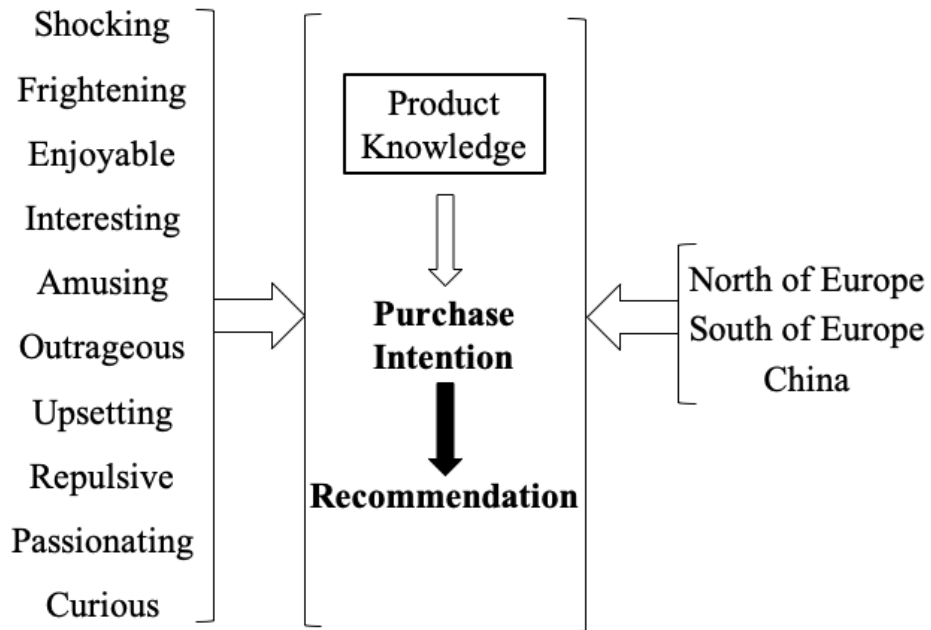 Shocking
Frightening
Enjoyable
Interesting
Amusing
Outrageous
Upsetting
Repulsive
Passionating
Curious
Product
Knowledge
Purchase
Intention
Recommendation
North of Europe
South of Europe
China